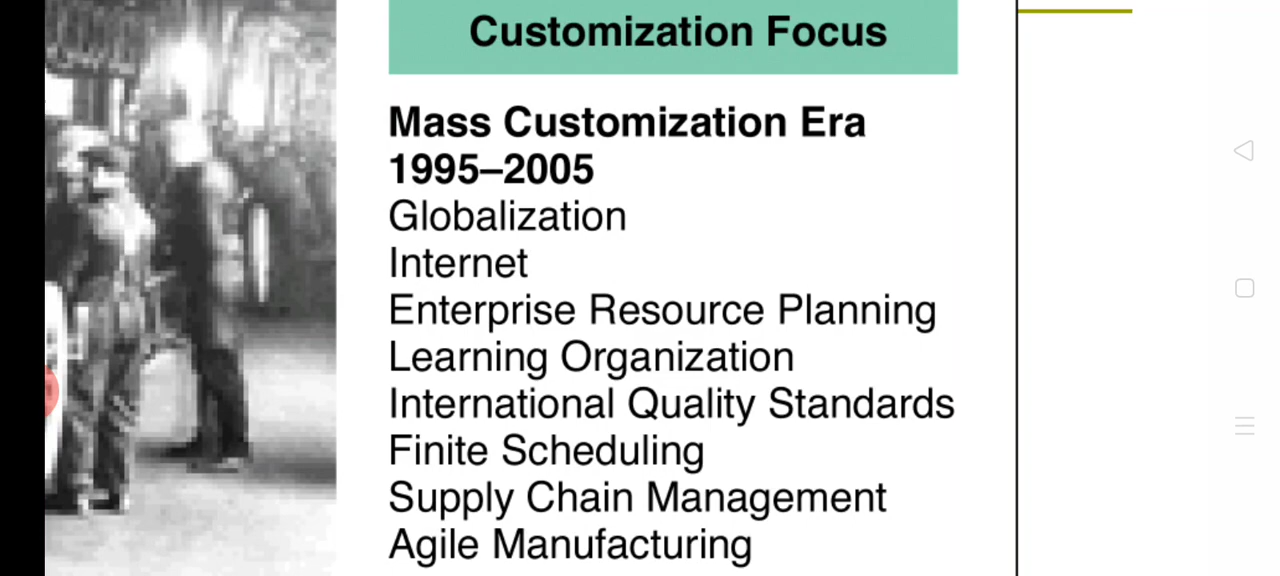 Customization Focus
Mass Customization Era
1995–2005
Globalization
Internet
Enterprise Resource Planning
Learning Organization
International Quality Standards
Finite Scheduling
Supply Chain Management
Agile Manufacturing